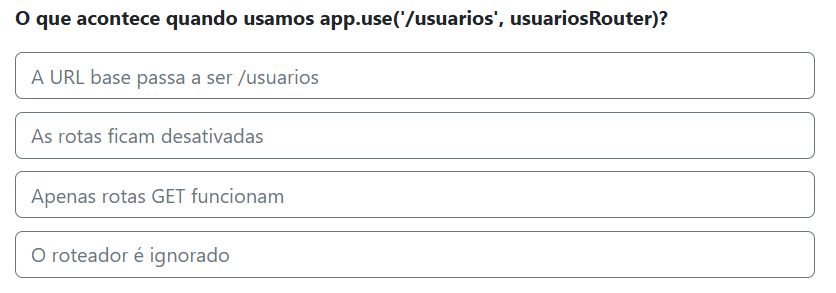 O que acontece quando usamos app.use('/usuarios', usuariosRouter)?
A URL base passa a ser /usuarios
As rotas ficam desativadas
Apenas rotas GET funcionam
O roteador é ignorado